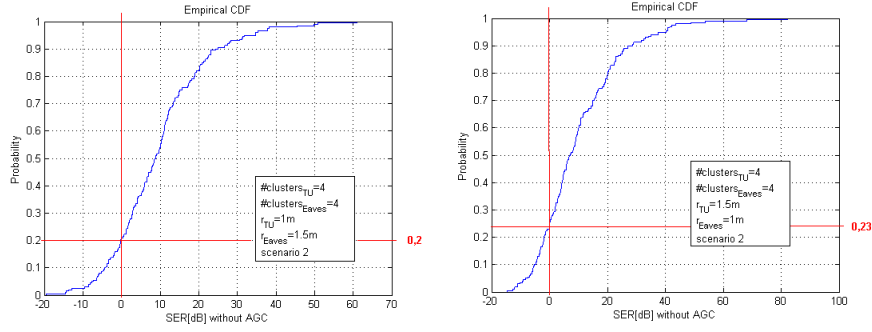 Empirical CDF
1
0.9
0.8
0.7
0.6
0.5
0.4
0.3
0.2
0.1
0
Probability
-20
-10
0
10
20
30
40
50
60
70
SER[dB] without AGC
#clusters_TU=4
#clusters_Eaves=4
r_TU=1m
r_Eaves=1.5m
scenario 2
0,2
Empirical CDF
1
0.9
0.8
0.7
0.6
0.5
0.4
0.3
0.2
0.1
0
Probability
-20
0
20
40
60
80
100
SER[dB] without AGC
#clusters_TU=4
#clusters_Eaves=4
r_TU=1.5m
r_Eaves=1m
scenario 2
0,23